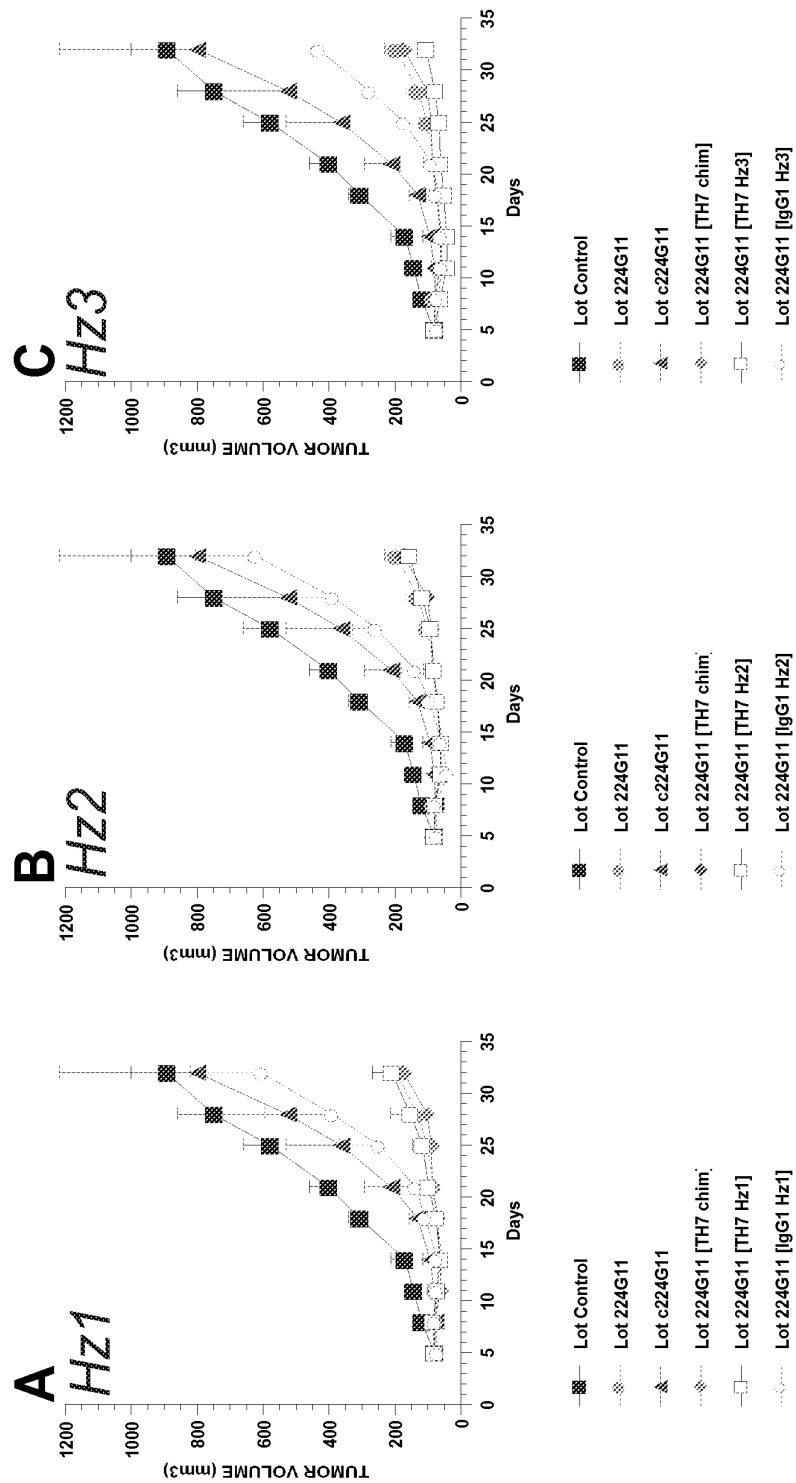 A
Hz1
TUMOR VOLUME (mm3)
1200
1000
800
600
400
200
0
0 5 10 15 20 25 30 35
Days
Lot Control
Lot 224G11
Lot c224G11
Lot 224G11 [TH7 chim]
Lot 224G11 [TH7 Hz1]
Lot 224G11 [IgG1 Hz1]
B
Hz2
TUMOR VOLUME (mm3)
1200
1000
800
600
400
200
0
0 5 10 15 20 25 30 35
Days
Lot Control
Lot 224G11
Lot c224G11
Lot 224G11 [TH7 chim]
Lot 224G11 [TH7 Hz2]
Lot 224G11 [IgG1 Hz2]
C
Hz3
TUMOR VOLUME (mm3)
1200
1000
800
600
400
200
0
0 5 10 15 20 25 30 35
Days
Lot Control
Lot 224G11
Lot c224G11
Lot 224G11 [TH7 chim]
Lot 224G11 [TH7 Hz3]
Lot 224G11 [IgG1 Hz3]